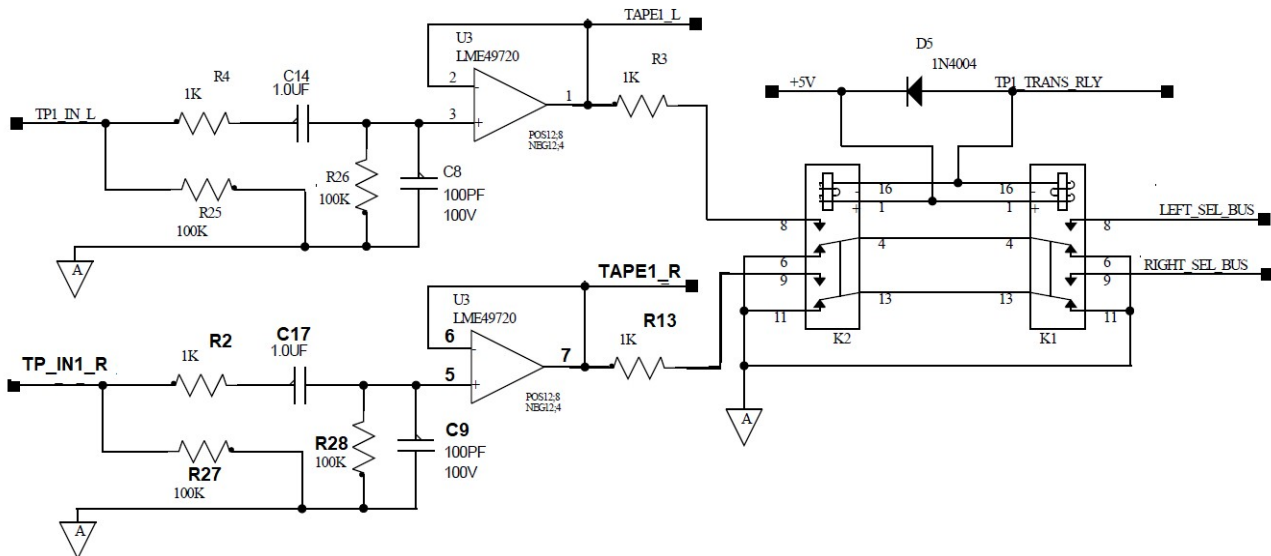 TAPE1_L
U3
LME49720
2
-
3
+
1
POS12;8
NEG12;4
R3
1K
R4
1K
C14
1.0UF
TP1_IN_L
R25
100K
R26
100K
C8
100PF
100V
A
D5
1N4004
+5V
TP1_TRANS_RLY
16
-
1
+
16
-
1
+
8
4
4
8
LEFT_SEL_BUS
6
9
6
9
RIGHT_SEL_BUS
13
13
11
11
K2
K1
A
TAPE1_R
U3
LME49720
6
-
5
+
7
POS12;8
NEG12;4
R13
1K
C17
1.0UF
R2
1K
TP_IN1_R
R27
100K
R28
100K
C9
100PF
100V
A